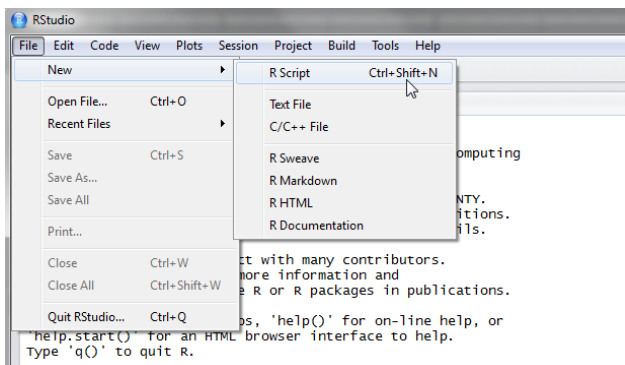 RStudio
File Edit Code View Plots Session Project Build Tools Help
New
R Script Ctrl+Shift+N
Open File... Ctrl+O
Text File
Recent Files
C/C++ File
Save Ctrl+S
R Sweave
omputing
Save As...
R Markdown
Save All
R HTML
NTY.
itions.
Print...
R Documentation
ils.
Close Ctrl+W
ct with many contributors.
more information and
Close All Ctrl+Shift+W
R or R packages in publications.
Quit RStudio... Ctrl+Q
os, 'help()' for on-line help, or
'help.start()' for an HTML browser interface to help.
Type 'q()' to quit R.